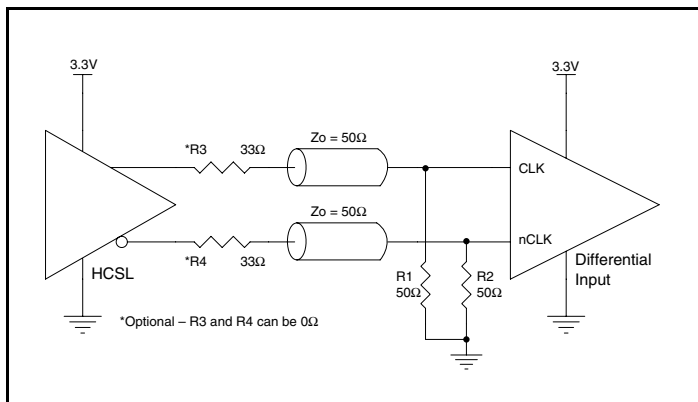 3.3V
3.3V
*R3 33Ω
Zo = 50Ω
CLK
Zo = 50Ω
nCLK
*R4 33Ω
HCSL
Differential
Input
R1
50Ω
R2
50Ω
*Optional – R3 and R4 can be 0Ω